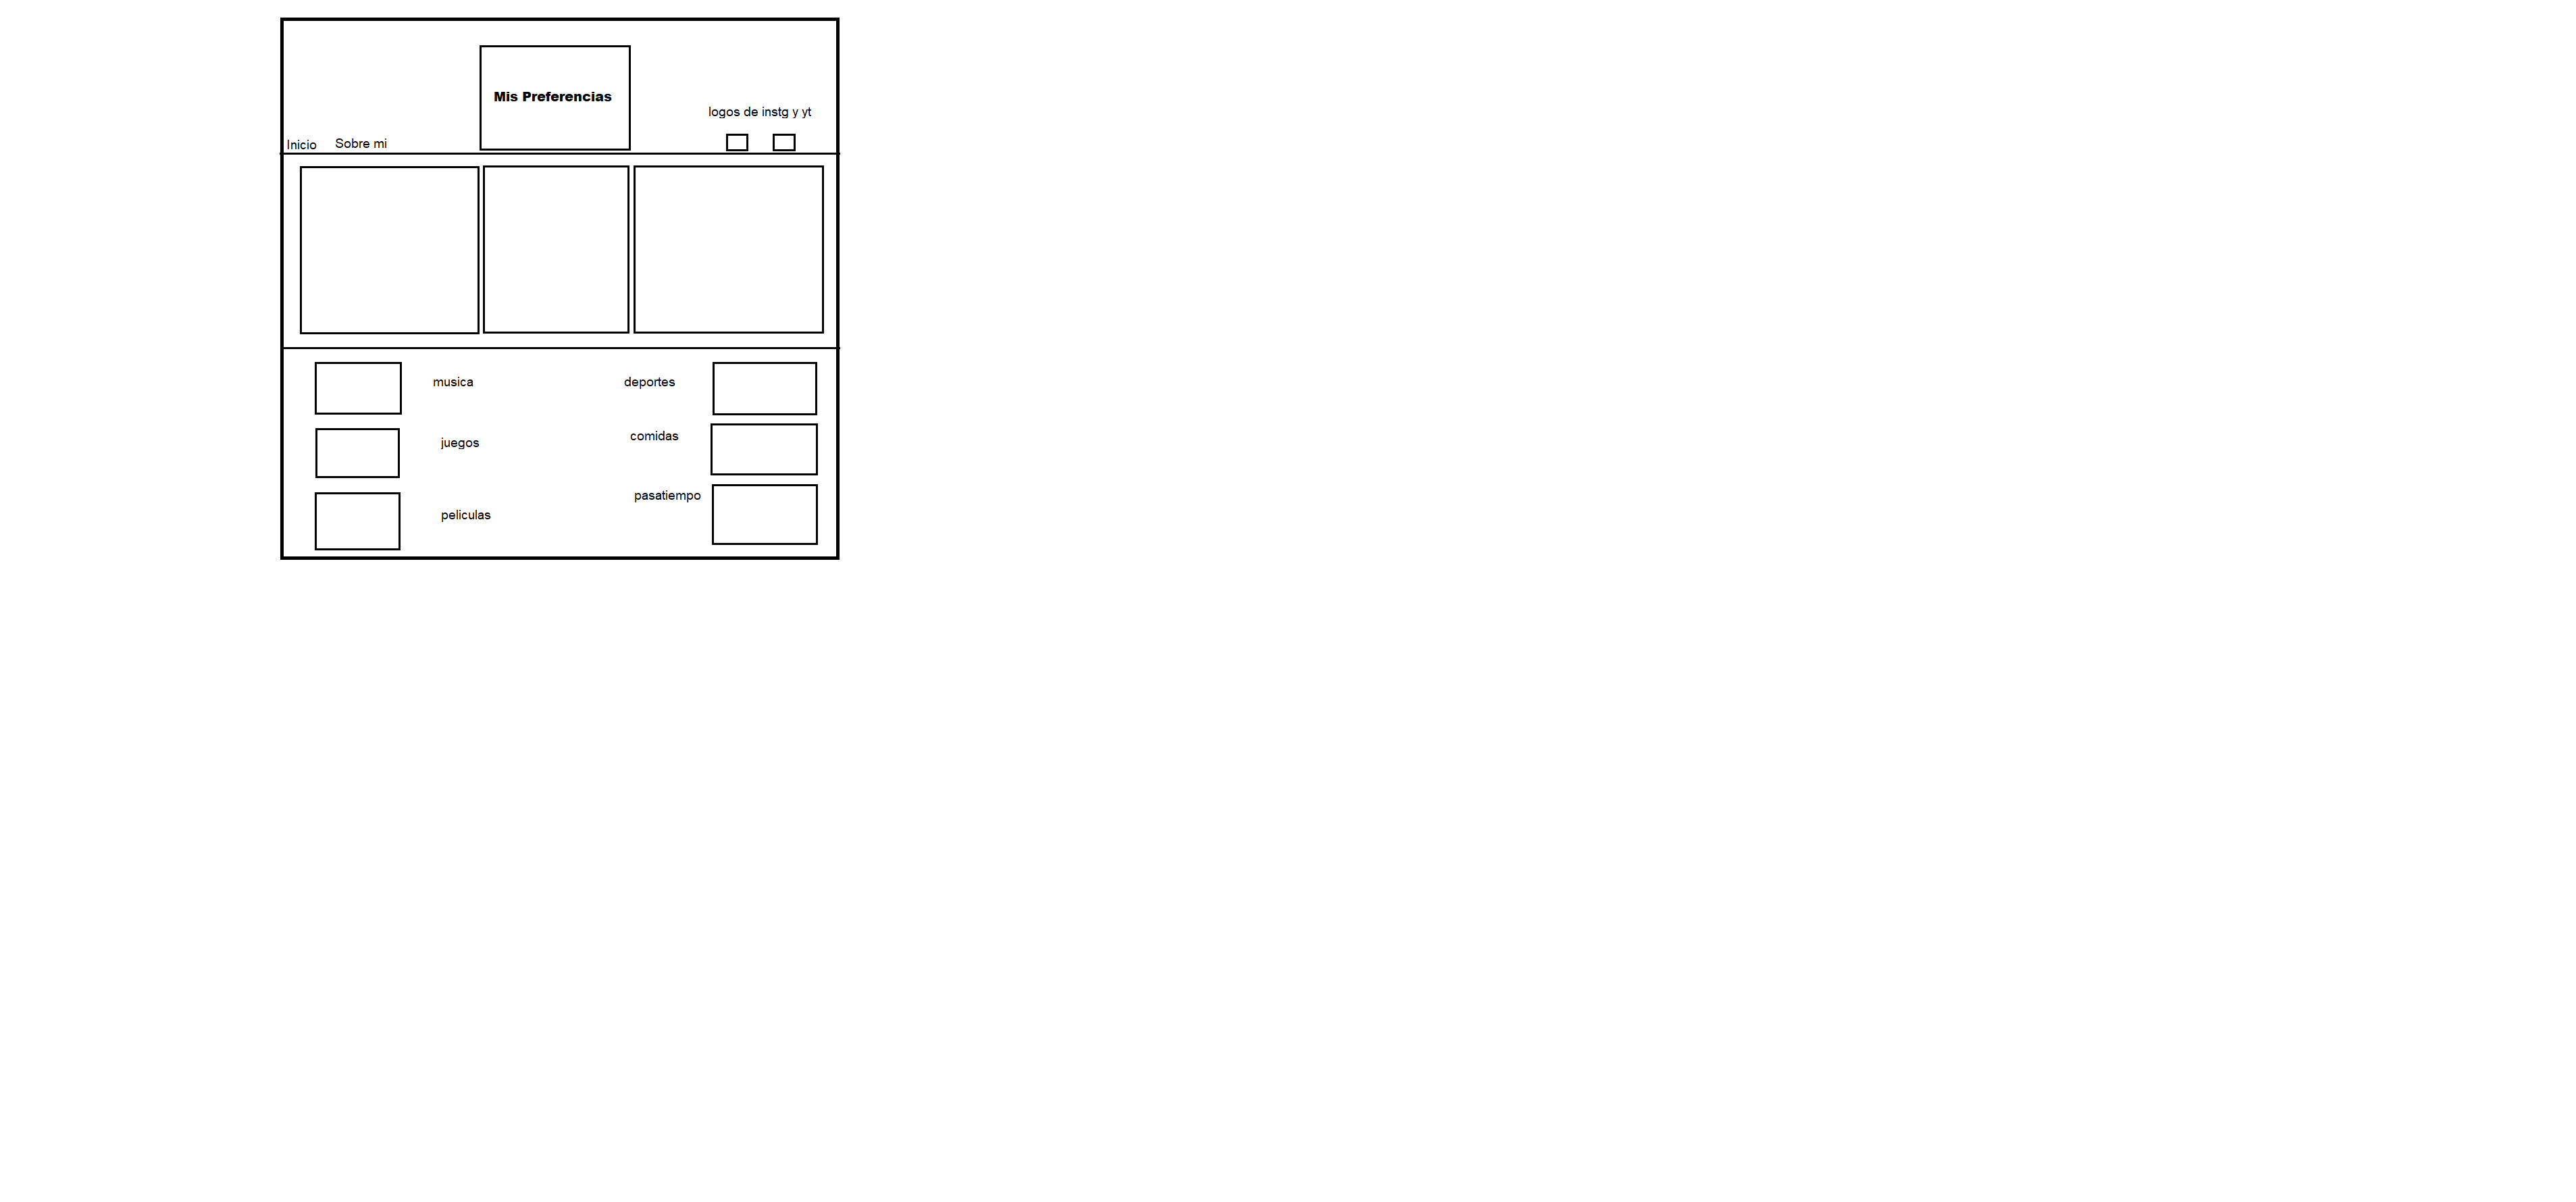 Mis Preferencias
logos de instg y yt
Inicio
Sobre mi
musica
deportes
juegos
comidas
peliculas
pasatiempo